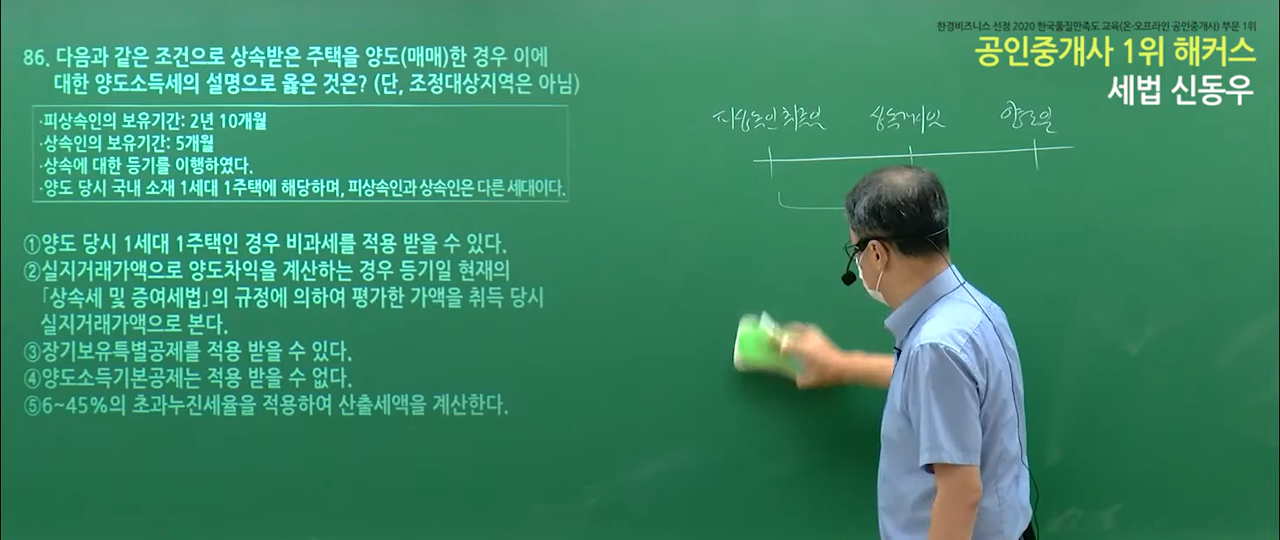 한경비즈니스 선정 2020 한국품질만족도 교육(온·오프라인 공인중개사) 부문 1위
공인중개사 1위 해커스
세법 신동우
86. 다음과 같은 조건으로 상속받은 주택을 양도(매매)한 경우 이에
대한 양도소득세의 설명으로 옳은 것은? (단, 조정대상지역은 아님)
·피상속인의 보유기간: 2년 10개월
·상속인의 보유기간: 5개월
·상속에 대한 등기를 이행하였다.
·양도 당시 국내 소재 1세대 1주택에 해당하며, 피상속인과 상속인은 다른 세대이다.
①양도 당시 1세대 1주택인 경우 비과세를 적용 받을 수 있다.
②실지거래가액으로 양도차익을 계산하는 경우 등기일 현재의
「상속세 및 증여세법」의 규정에 의하여 평가한 가액을 취득 당시
실지거래가액으로 본다.
③장기보유특별공제를 적용 받을 수 있다.
④양도소득기본공제는 적용 받을 수 없다.
⑤6~45%의 초과누진세율을 적용하여 산출세액을 계산한다.
피상속인 취득일 상속개시일 양도일